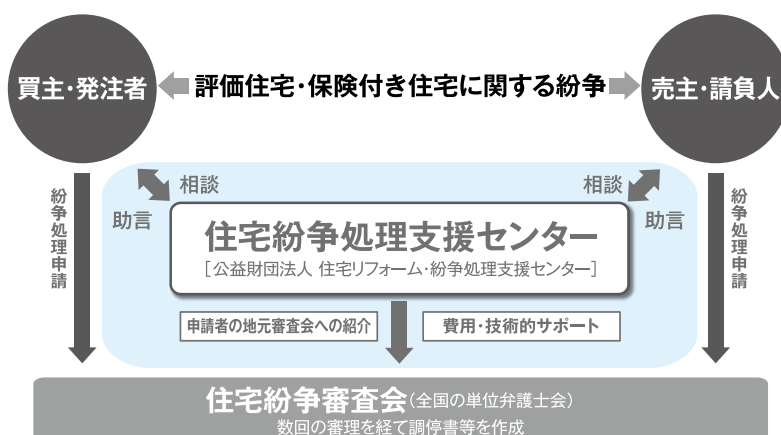 買主・発注者
評価住宅・保険付き住宅に関する紛争
売主・請負人
紛争処理申請
相談
助言
相談
助言
紛争処理申請
住宅紛争処理支援センター
［公益財団法人 住宅リフォーム・紛争処理支援センター］
申請者の地元審査会への紹介
費用・技術的サポート
住宅紛争審査会（全国の単位弁護士会）
数回の審理を経て調停書等を作成